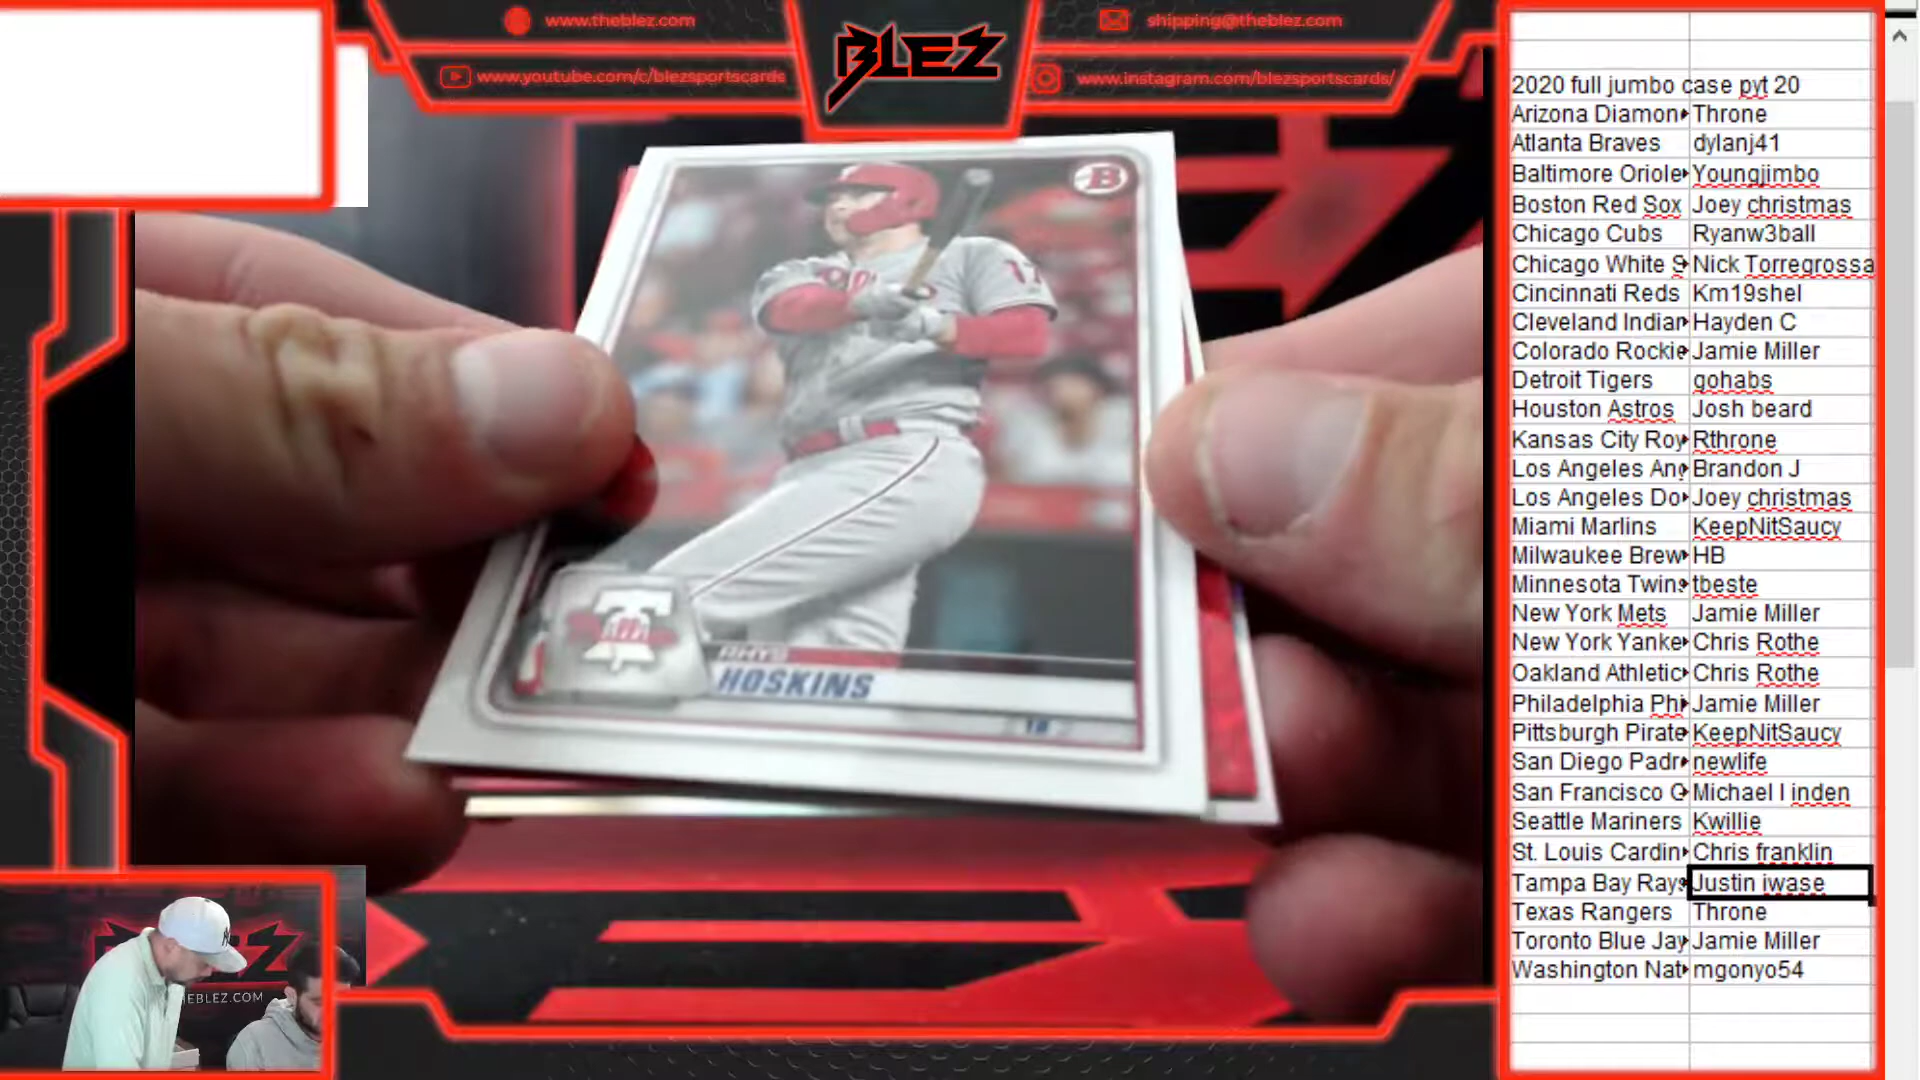 www.theblez.com
shipping@theblez.com
BLEZ
www.youtube.com/c/blezsportscards
www.instagram.com/blezsportscards/
2020 full jumbo case pyt 20
Arizona Diamon Throne
Atlanta Braves dylanj41
Baltimore Oriole Youngjimbo
Boston Red Sox Joey christmas
Chicago Cubs Ryanw3ball
Chicago White S Nick Torregrossa
Cincinnati Reds Km19shel
Cleveland Indian Hayden C
Colorado Rockie Jamie Miller
Detroit Tigers gohabs
Houston Astros Josh beard
Kansas City Roy Rthrone
Los Angeles Ang Brandon J
Los Angeles Do Joey christmas
Miami Marlins KeepNitSaucy
Milwaukee Brew HB
Minnesota Twins tbeste
New York Mets Jamie Miller
New York Yanke Chris Rothe
Oakland Athletic Chris Rothe
Philadelphia Phi Jamie Miller
Pittsburgh Pirate KeepNitSaucy
San Diego Padr newlife
San Francisco G Michael l inden
Seattle Mariners Kwillie
St. Louis Cardin Chris franklin
Tampa Bay Rays Justin iwase
Texas Rangers Throne
Toronto Blue Jay Jamie Miller
Washington Nat mgonyo54
B
17
RHYS
HOSKINS
1B